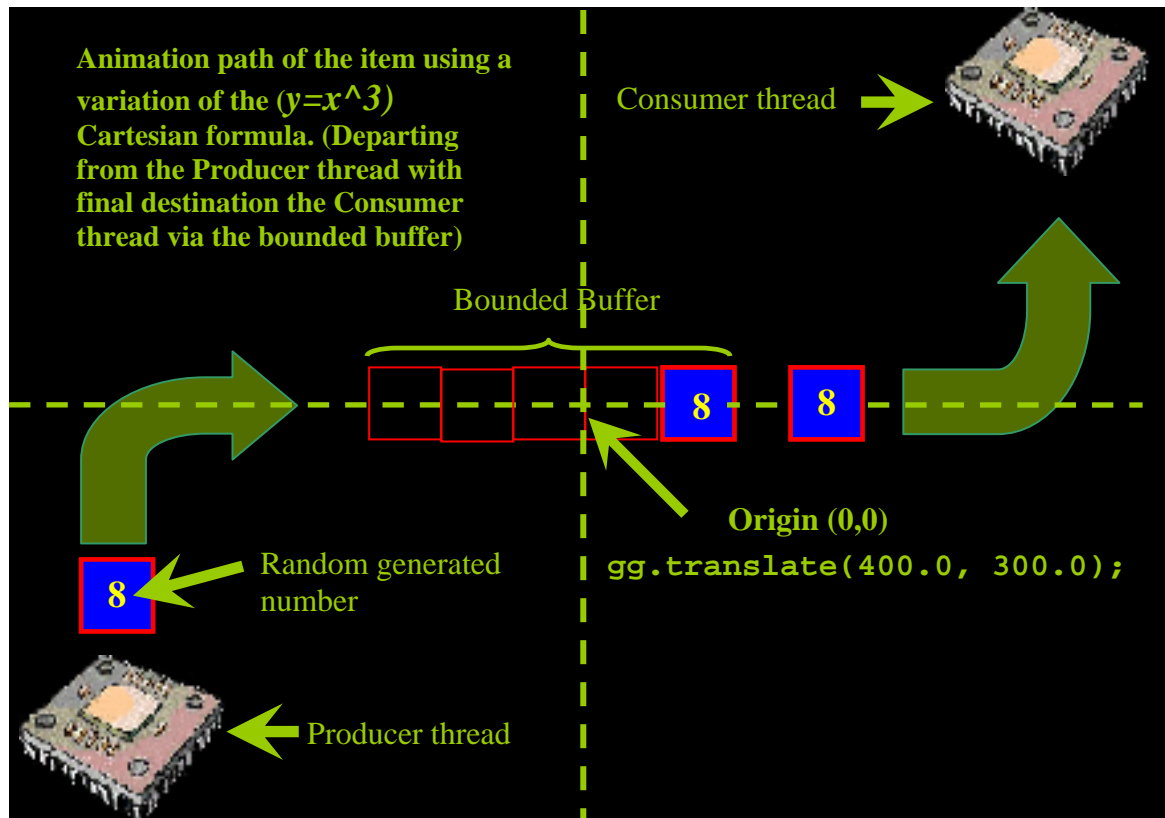 Animation path of the item using a
variation of the (y=x^3)
Cartesian formula. (Departing
from the Producer thread with
final destination the Consumer
thread via the bounded buffer)
Consumer thread
Bounded Buffer
8
8
Origin (0,0)
gg.translate(400.0, 300.0);
Random generated
number
8
Producer thread